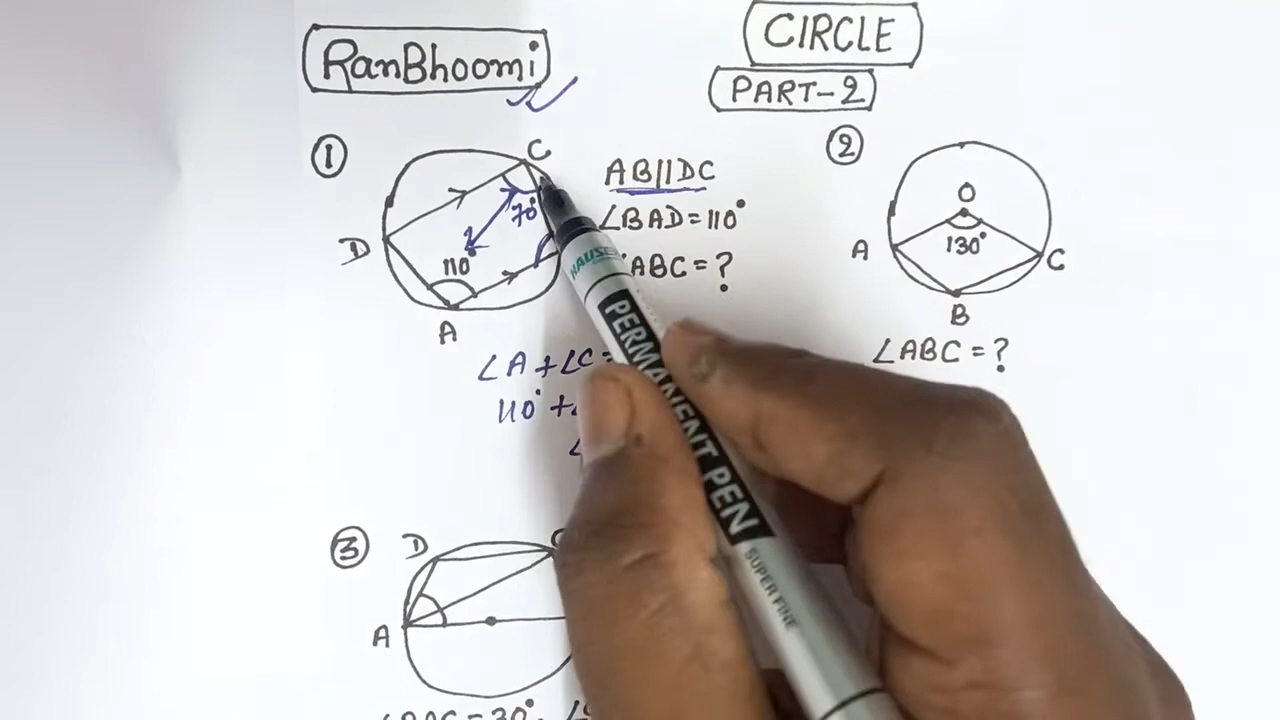 RanBhoomi
CIRCLE
PART-2
①
C
D
A
110°
70°
AB||DC
∠BAD=110°
ABC=?
∠A+∠C=
110°+
②
O
130°
A
C
B
∠ABC=?
③
D
A
HAUSER
PERMANENT PEN
SUPER FINE
=30°,